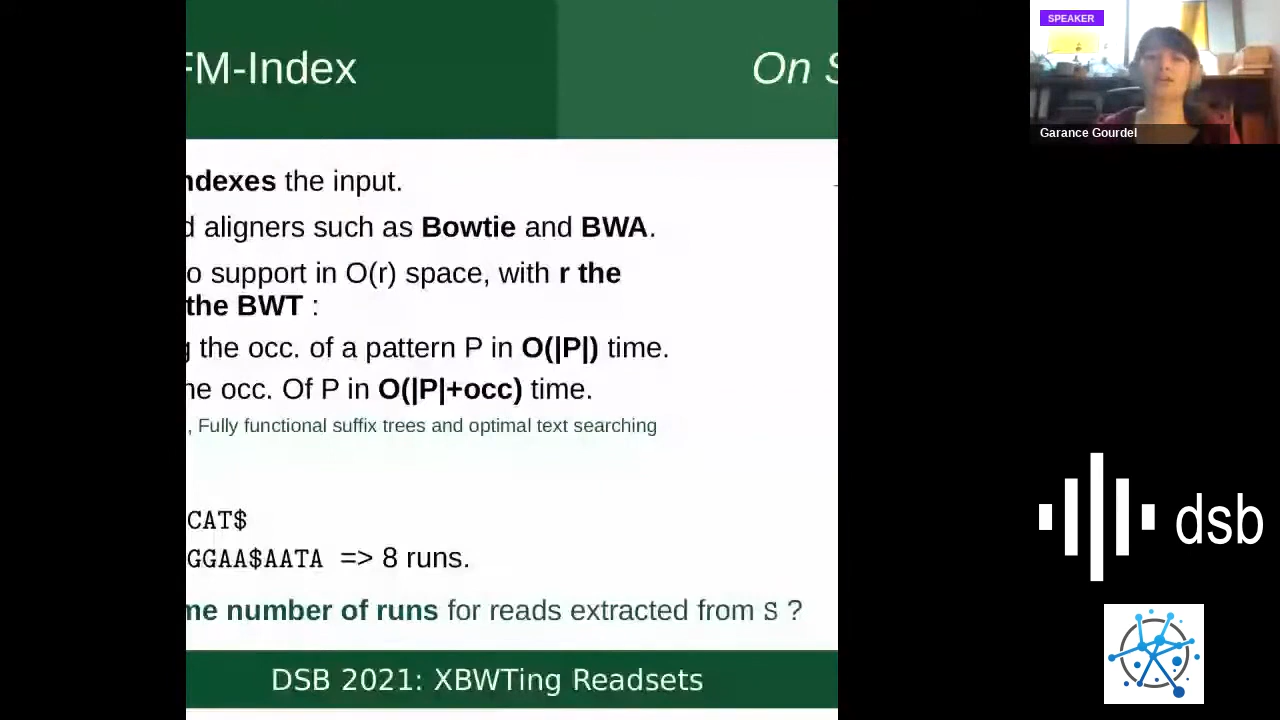 FM-Index
On S
ndexes the input.
d aligners such as Bowtie and BWA.
o support in O(r) space, with r the
the BWT :
g the occ. of a pattern P in O(|P|) time.
he occ. Of P in O(|P|+occ) time.
, Fully functional suffix trees and optimal text searching
CAT$
GGAA$AATA => 8 runs.
me number of runs for reads extracted from S ?
DSB 2021: XBWTing Readsets
SPEAKER
Garance Gourdel
dsb